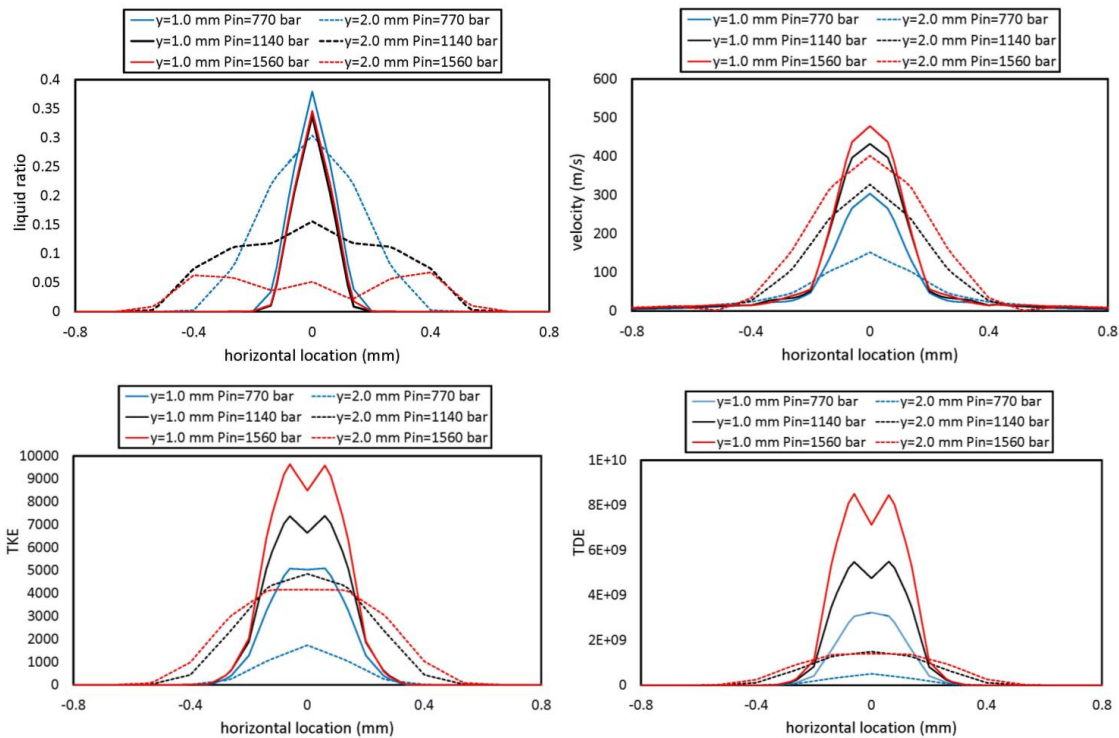 y=1.0 mm Pin=770 bar y=2.0 mm Pin=770 bar
y=1.0 mm Pin=1140 bar y=2.0 mm Pin=1140 bar
y=1.0 mm Pin=1560 bar y=2.0 mm Pin=1560 bar
0.4
0.35
0.3
0.25
0.2
0.15
0.1
0.05
0
liquid ratio
-0.8 -0.4 0 0.4 0.8
horizontal location (mm)
y=1.0 mm Pin=770 bar y=2.0 mm Pin=770 bar
y=1.0 mm Pin=1140 bar y=2.0 mm Pin=1140 bar
y=1.0 mm Pin=1560 bar y=2.0 mm Pin=1560 bar
600
500
400
300
200
100
0
velocity (m/s)
-0.8 -0.4 0 0.4 0.8
horizontal location (mm)
y=1.0 mm Pin=770 bar y=2.0 mm Pin=770 bar
y=1.0 mm Pin=1140 bar y=2.0 mm Pin=1140 bar
y=1.0 mm Pin=1560 bar y=2.0 mm Pin=1560 bar
10000
9000
8000
7000
6000
5000
4000
3000
2000
1000
0
TKE
-0.8 -0.4 0 0.4 0.8
horizontal location (mm)
y=1.0 mm Pin=770 bar y=2.0 mm Pin=770 bar
y=1.0 mm Pin=1140 bar y=2.0 mm Pin=1140 bar
y=1.0 mm Pin=1560 bar y=2.0 mm Pin=1560 bar
1E+10
8E+09
6E+09
4E+09
2E+09
0
TDE
-0.8 -0.4 0 0.4 0.8
horizontal location (mm)